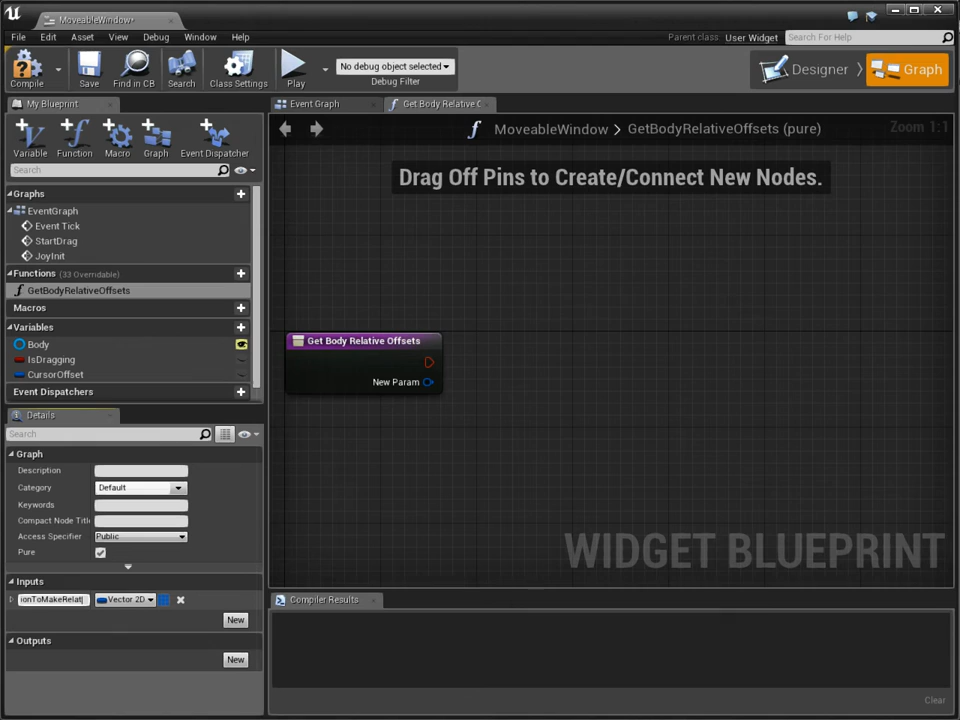 MoveableWindow*
File Edit Asset View Debug Window Help
Parent class: User Widget Search For Help
Compile Save Find in CB Search Class Settings Play
No debug object selected
Debug Filter
Designer Graph
My Blueprint
Event Graph
Get Body Relative O
Variable Function Macro Graph Event Dispatcher
MoveableWindow > GetBodyRelativeOffsets (pure)
Zoom 1:1
Search
Drag Off Pins to Create/Connect New Nodes.
Graphs
EventGraph
Event Tick
StartDrag
JoyInit
Functions (33 Overridable)
GetBodyRelativeOffsets
Macros
Variables
Body
IsDragging
CursorOffset
Event Dispatchers
Get Body Relative Offsets
New Param
Details
Search
Graph
Description
Category Default
Keywords
Compact Node Titl
Access Specifier Public
Pure
Inputs
ionToMakeRelat Vector 2D
New
Outputs
New
WIDGET BLUEPRINT
Compiler Results
Clear